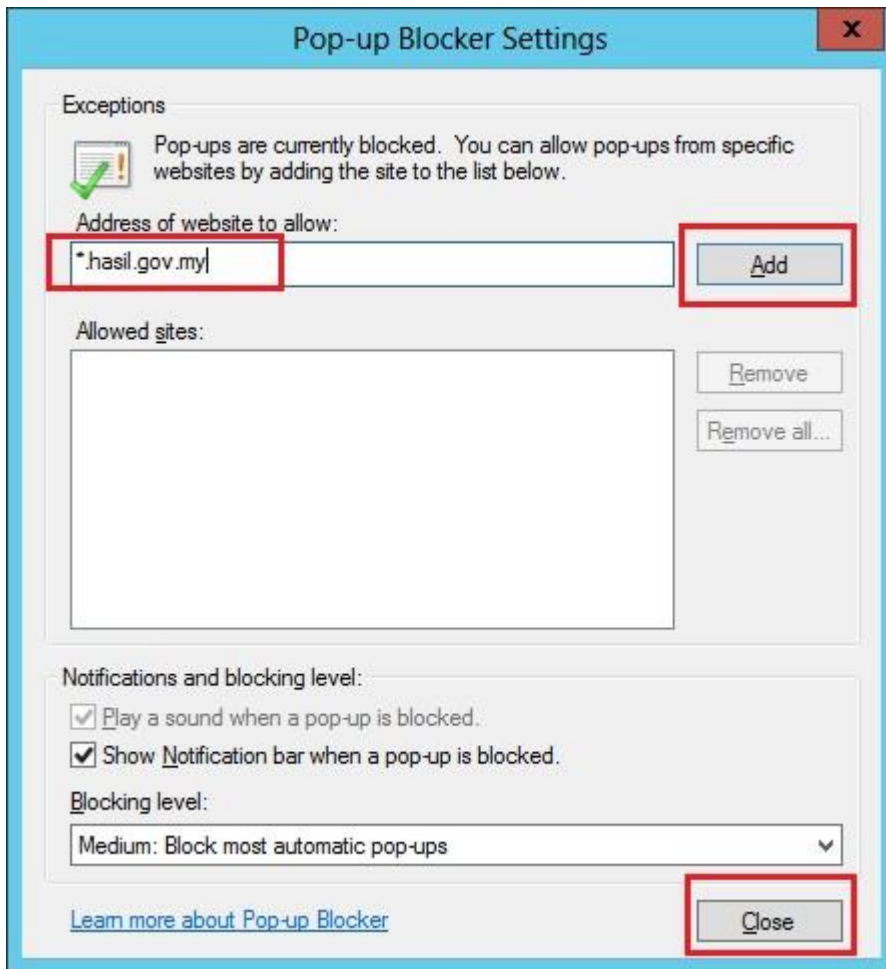 Pop-up Blocker Settings
x
Exceptions
Pop-ups are currently blocked. You can allow pop-ups from specific
websites by adding the site to the list below.
Address of website to allow:
*.hasil.gov.my
Add
Allowed sites:
Remove
Remove all...
Notifications and blocking level:
Play a sound when a pop-up is blocked.
Show Notification bar when a pop-up is blocked.
Blocking level:
Medium: Block most automatic pop-ups
Learn more about Pop-up Blocker
Close